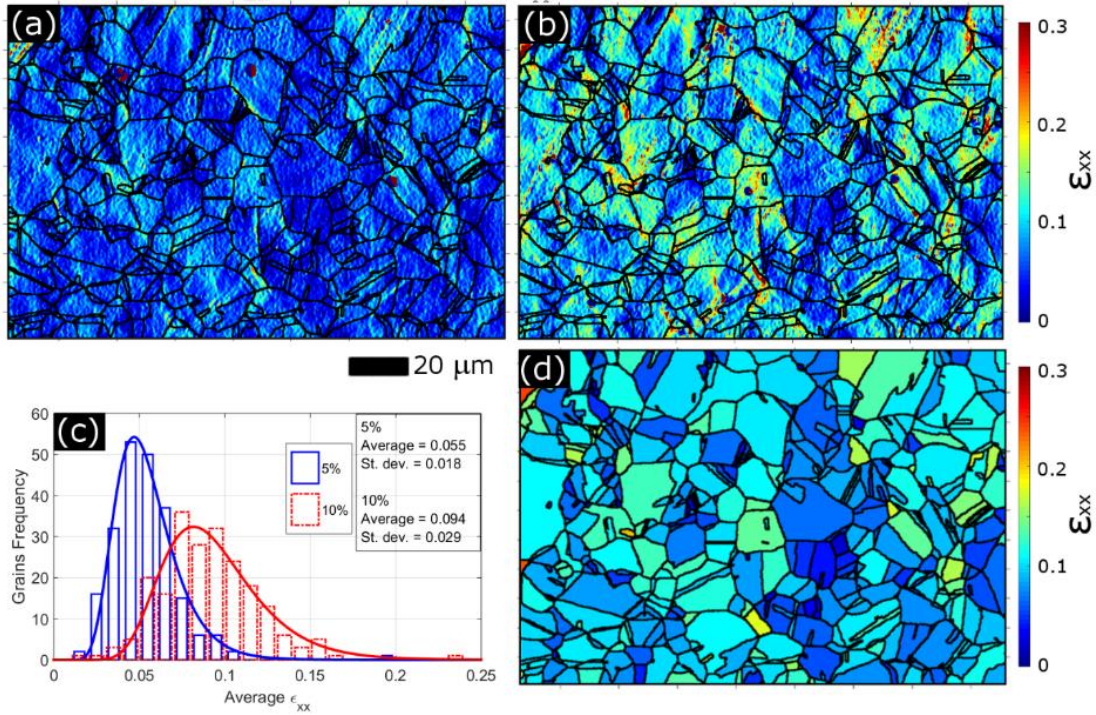 (a)
(b)
0.3
0.2
0.1
0
εxx
20 μm
(c)
60
50
40
30
20
10
0
Grains Frequency
0
0.05
0.1
0.15
0.2
0.25
Average ϵxx
5%
10%
5%
Average = 0.055
St. dev. = 0.018
10%
Average = 0.094
St. dev. = 0.029
(d)
0.3
0.2
0.1
0
εxx